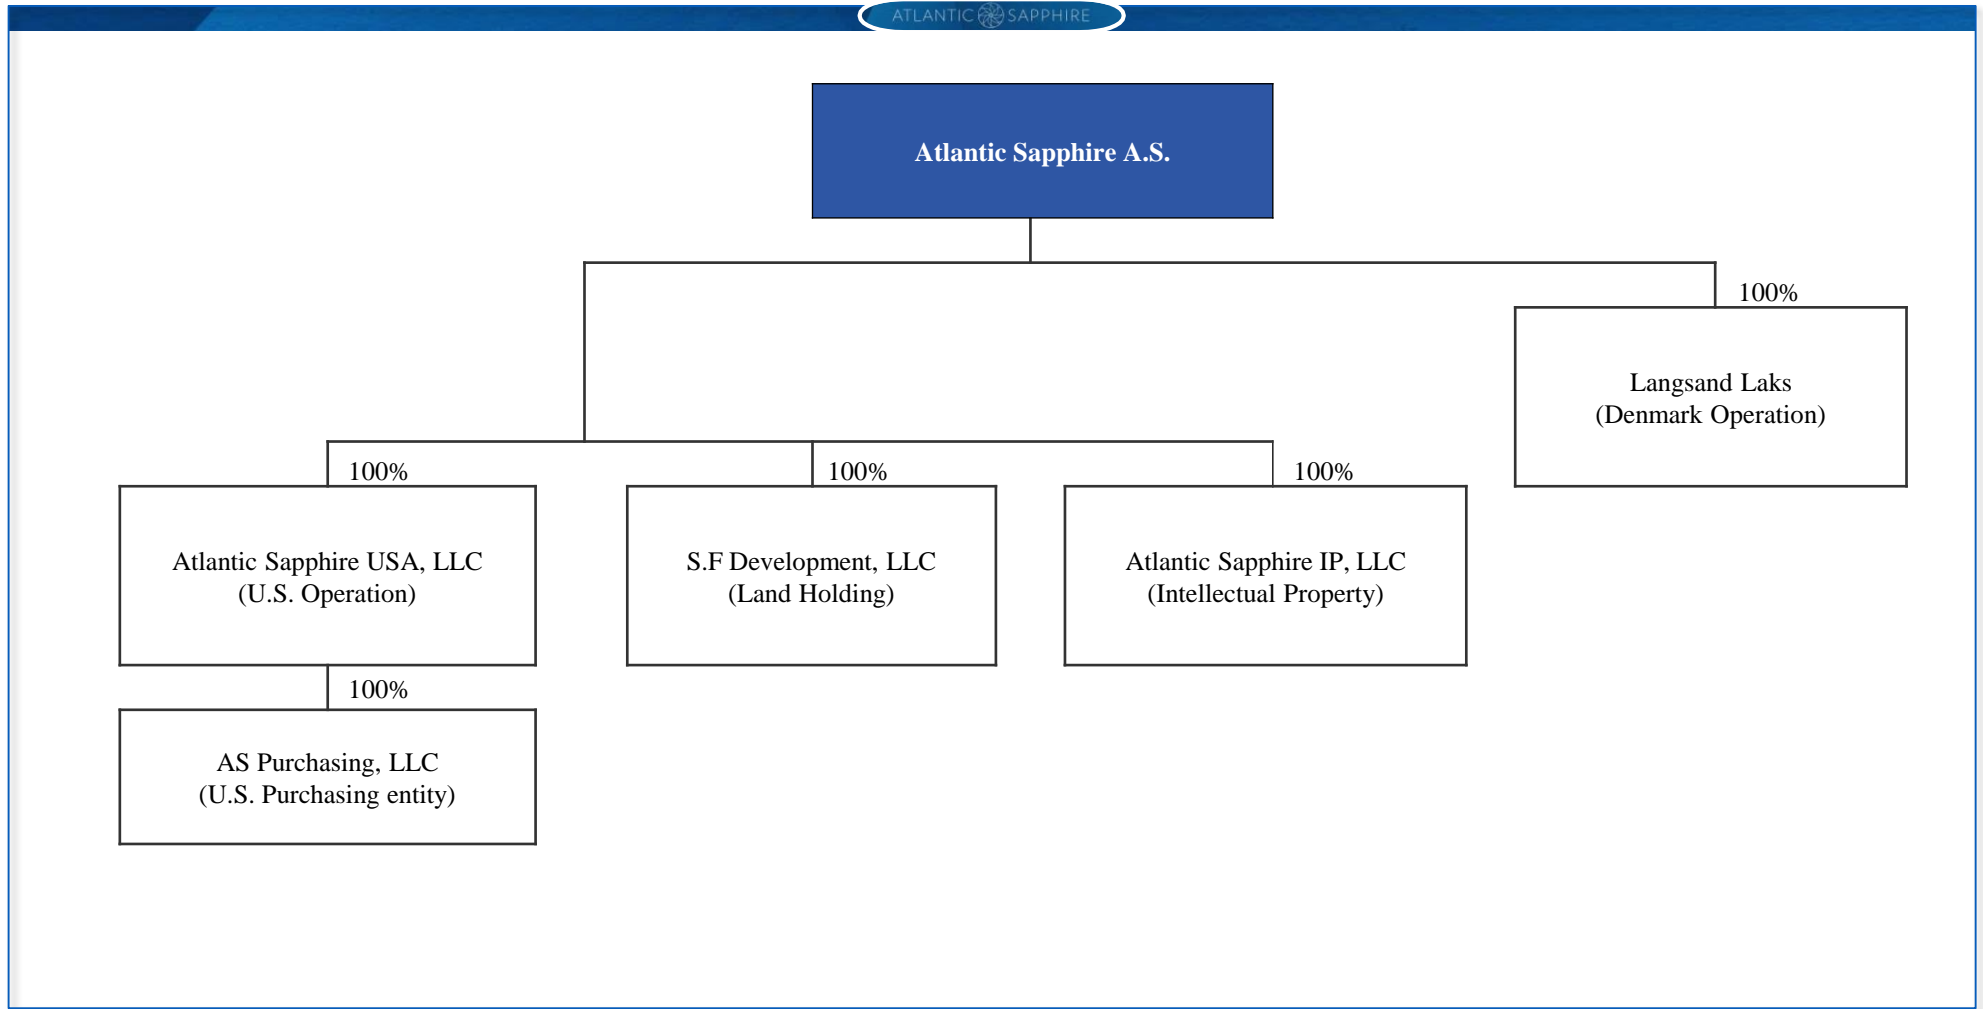 ATLANTIC SAPPHIRE
Atlantic Sapphire A.S.
100%
Langsand Laks
(Denmark Operation)
100%
100%
100%
Atlantic Sapphire USA, LLC
(U.S. Operation)
S.F Development, LLC
(Land Holding)
Atlantic Sapphire IP, LLC
(Intellectual Property)
100%
AS Purchasing, LLC
(U.S. Purchasing entity)